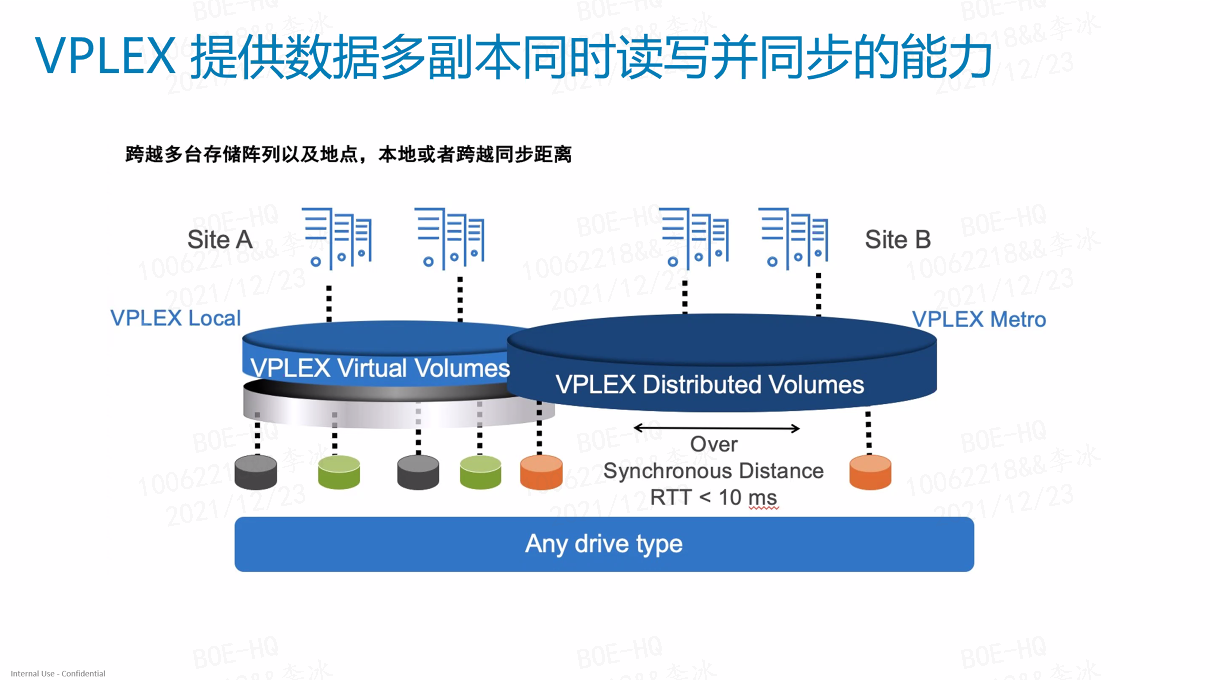 VPLEX 提供数据多副本同时读写并同步的能力
跨越多台存储阵列以及地点，本地或者跨越同步距离
Site A
Site B
VPLEX Local
VPLEX Metro
VPLEX Virtual Volumes
VPLEX Distributed Volumes
Over
Synchronous Distance
RTT < 10 ms
Any drive type
Internal Use - Confidential
BOE-HQ
10062218&&李冰
2021/12/23